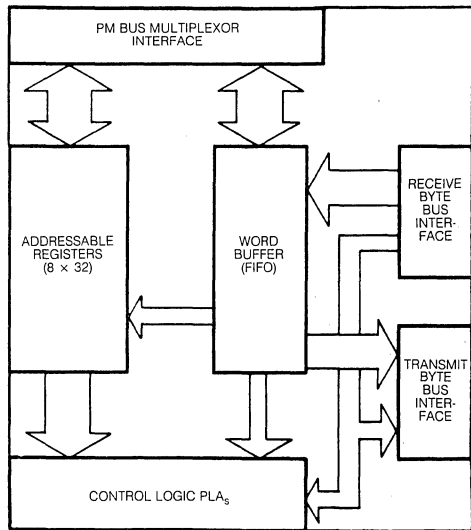 PM BUS MULTIPLEXOR
INTERFACE
ADDRESSABLE
REGISTERS
(8 × 32)
WORD
BUFFER
(FIFO)
RECEIVE
BYTE
BUS
INTER-
FACE
TRANSMIT
BYTE
BUS
INTER-
FACE
CONTROL LOGIC PLAs